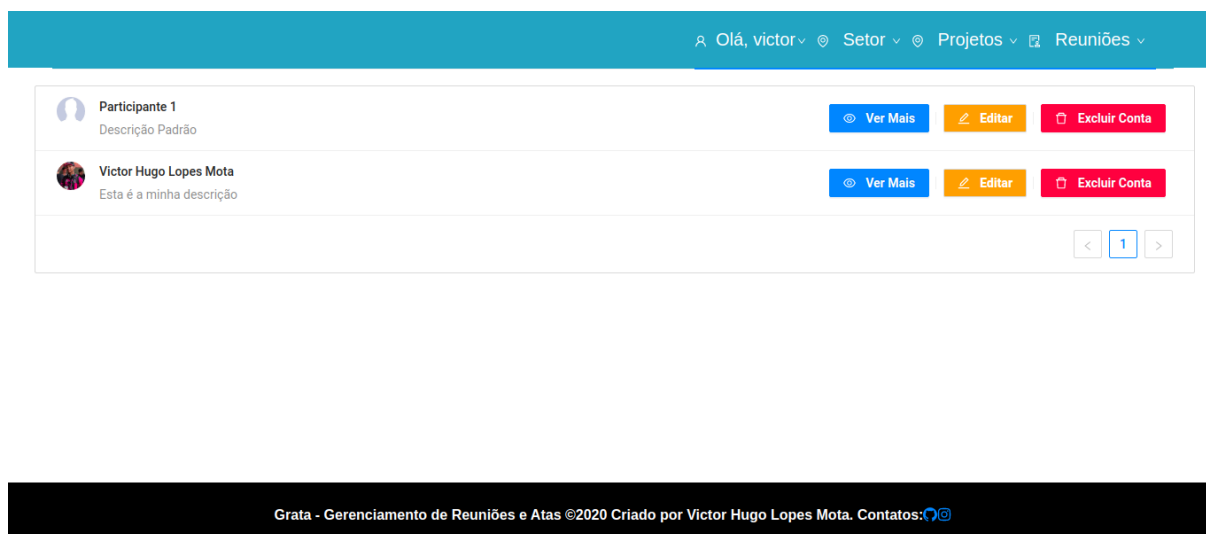 Olá, victor Setor Projetos Reuniões
Participante 1
Descrição Padrão
Ver Mais Editar Excluir Conta
Victor Hugo Lopes Mota
Esta é a minha descrição
Ver Mais Editar Excluir Conta
< 1 >
Grata - Gerenciamento de Reuniões e Atas ©2020 Criado por Victor Hugo Lopes Mota. Contatos: